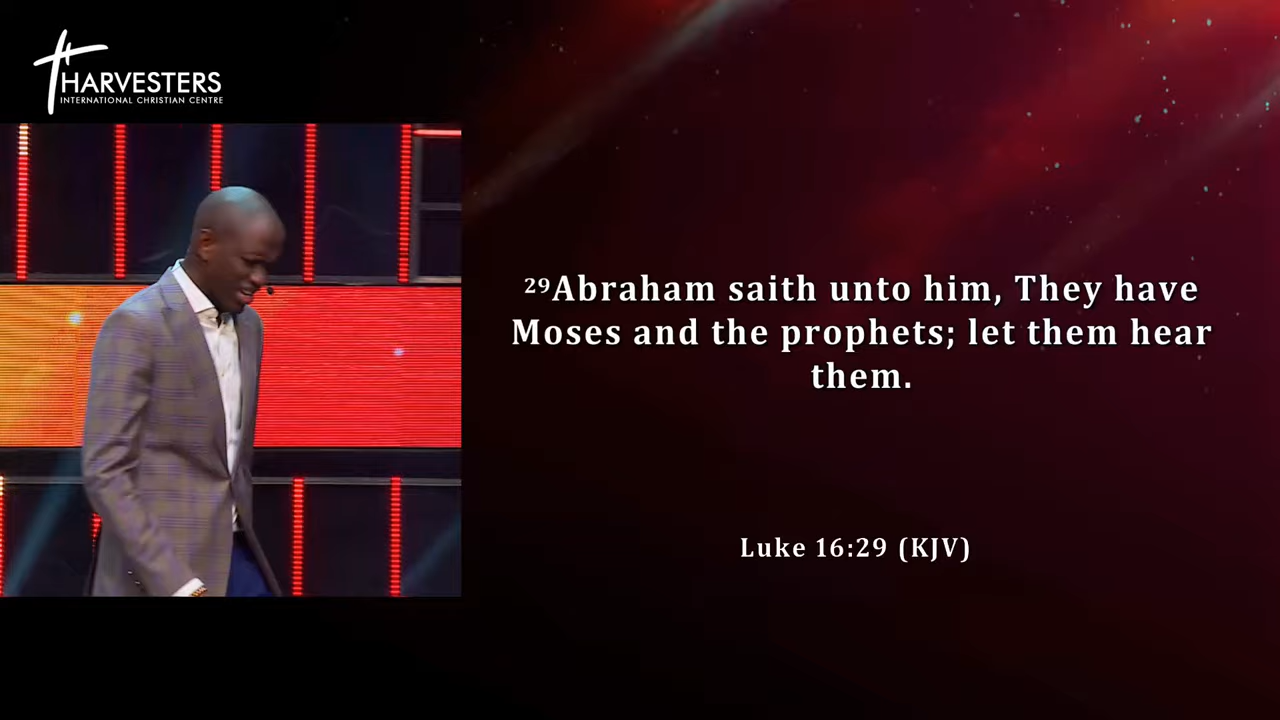 HARVESTERS
INTERNATIONAL CHRISTIAN CENTRE
²⁹Abraham saith unto him, They have
Moses and the prophets; let them hear
them.
Luke 16:29 (KJV)